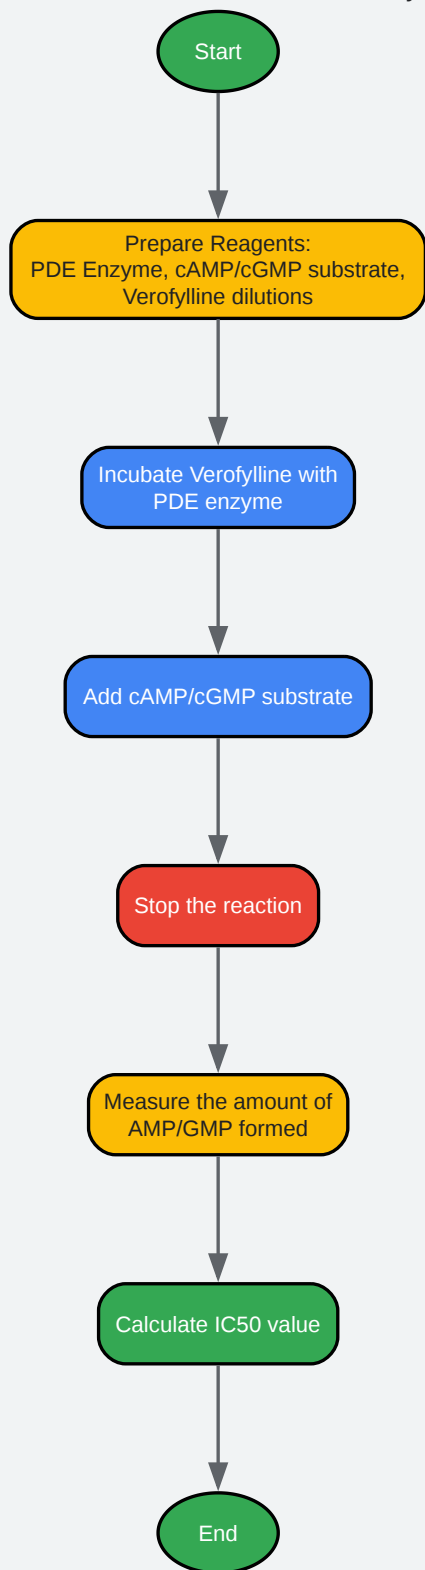 Start
Prepare Reagents:
PDE Enzyme, cAMP/cGMP substrate,
Verofylline dilutions
Incubate Verofylline with
PDE enzyme
Add cAMP/cGMP substrate
Stop the reaction
Measure the amount of
AMP/GMP formed
Calculate IC50 value
End